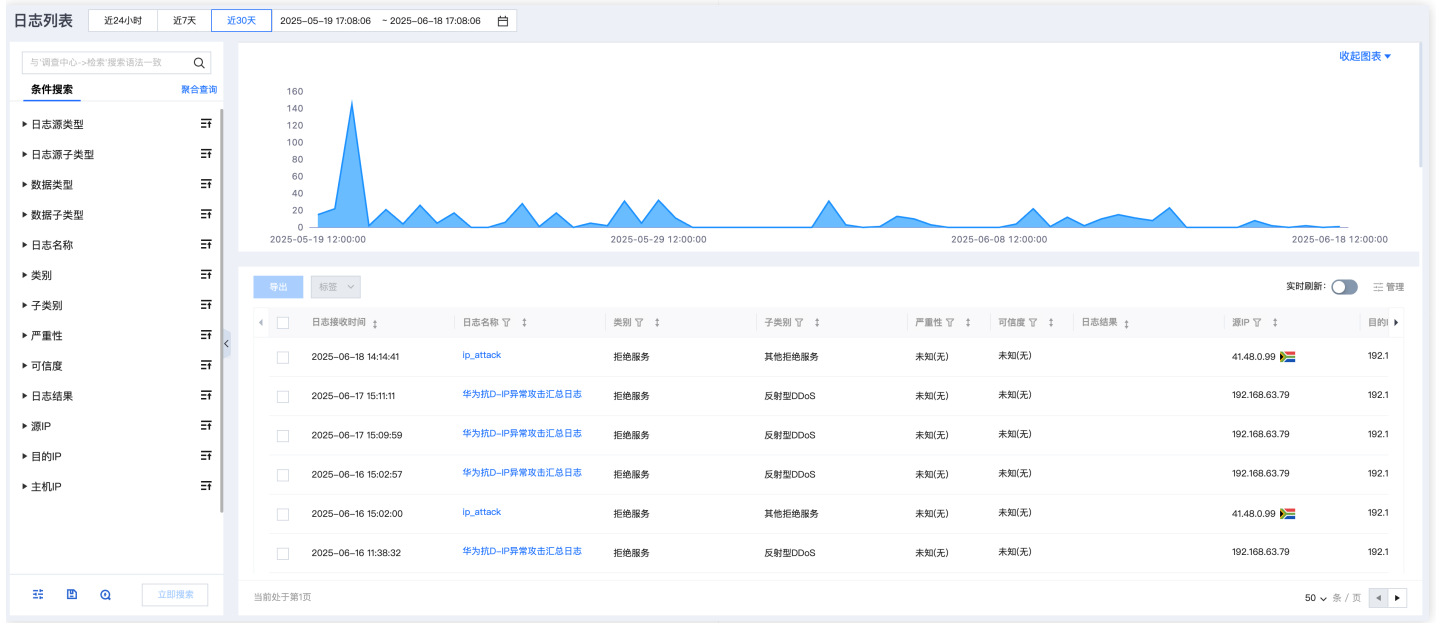 日志列表 近24小时 近7天 近30天 2025-05-19 17:08:06 ~ 2025-06-18 17:08:06
与'调查中心->检索'搜索语法一致
条件搜索 聚合查询
日志源类型
日志源子类型
数据类型
数据子类型
日志名称
类别
子类别
严重性
可信度
日志结果
源IP
目的IP
主机IP
立即搜索
收起图表
160
140
120
100
80
60
40
20
0
2025-05-19 12:00:00 2025-05-29 12:00:00 2025-06-08 12:00:00 2025-06-18 12:00:00
导出 标签 实时刷新: 管理
日志接收时间 日志名称 类别 子类别 严重性 可信度 日志结果 源IP 目的I
2025-06-18 14:14:41 ip_attack 拒绝服务 其他拒绝服务 未知(无) 未知(无) 41.48.0.99 192.1
2025-06-17 15:11:11 华为抗D-IP异常攻击汇总日志 拒绝服务 反射型DDoS 未知(无) 未知(无) 192.168.63.79 192.1
2025-06-17 15:09:59 华为抗D-IP异常攻击汇总日志 拒绝服务 反射型DDoS 未知(无) 未知(无) 192.168.63.79 192.1
2025-06-16 15:02:57 华为抗D-IP异常攻击汇总日志 拒绝服务 反射型DDoS 未知(无) 未知(无) 192.168.63.79 192.1
2025-06-16 15:02:00 ip_attack 拒绝服务 其他拒绝服务 未知(无) 未知(无) 41.48.0.99 192.1
2025-06-16 11:38:32 华为抗D-IP异常攻击汇总日志 拒绝服务 反射型DDoS 未知(无) 未知(无) 192.168.63.79 192.1
当前处于第1页 50 条 / 页